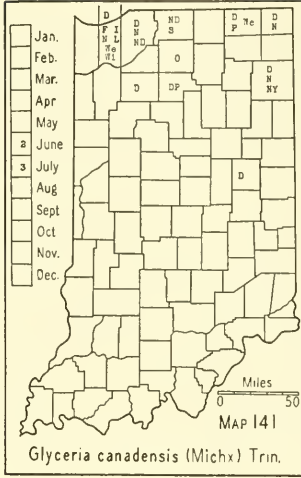 D
F I
N L
We
Wi
D
N
ND
ND
S
D
P We
D
N
O
D
N
NY
D
DP
D
Jan.
Feb.
Mar.
Apr
May
2 June
3 July
Aug
Sept
Oct
Nov.
Dec.
Miles
0 50
MAP 141
Glyceria canadensis (Michx) Trin.